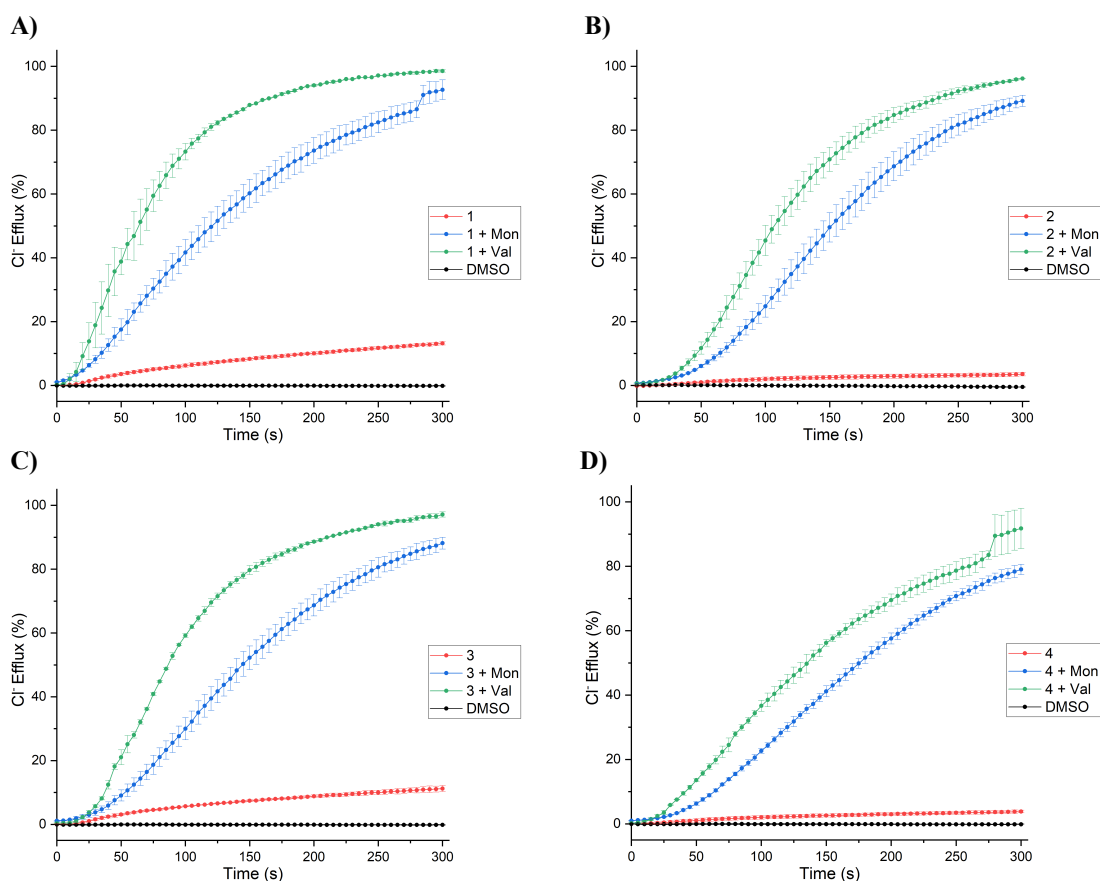 A)
100
80
60
40
20
0
Cl⁻ Efflux (%)
0 50 100 150 200 250 300
Time (s)
1
1 + Mon
1 + Val
DMSO
B)
100
80
60
40
20
0
Cl⁻ Efflux (%)
0 50 100 150 200 250 300
Time (s)
2
2 + Mon
2 + Val
DMSO
C)
100
80
60
40
20
0
Cl⁻ Efflux (%)
0 50 100 150 200 250 300
Time (s)
3
3 + Mon
3 + Val
DMSO
D)
100
80
60
40
20
0
Cl⁻ Efflux (%)
0 50 100 150 200 250 300
Time (s)
4
4 + Mon
4 + Val
DMSO